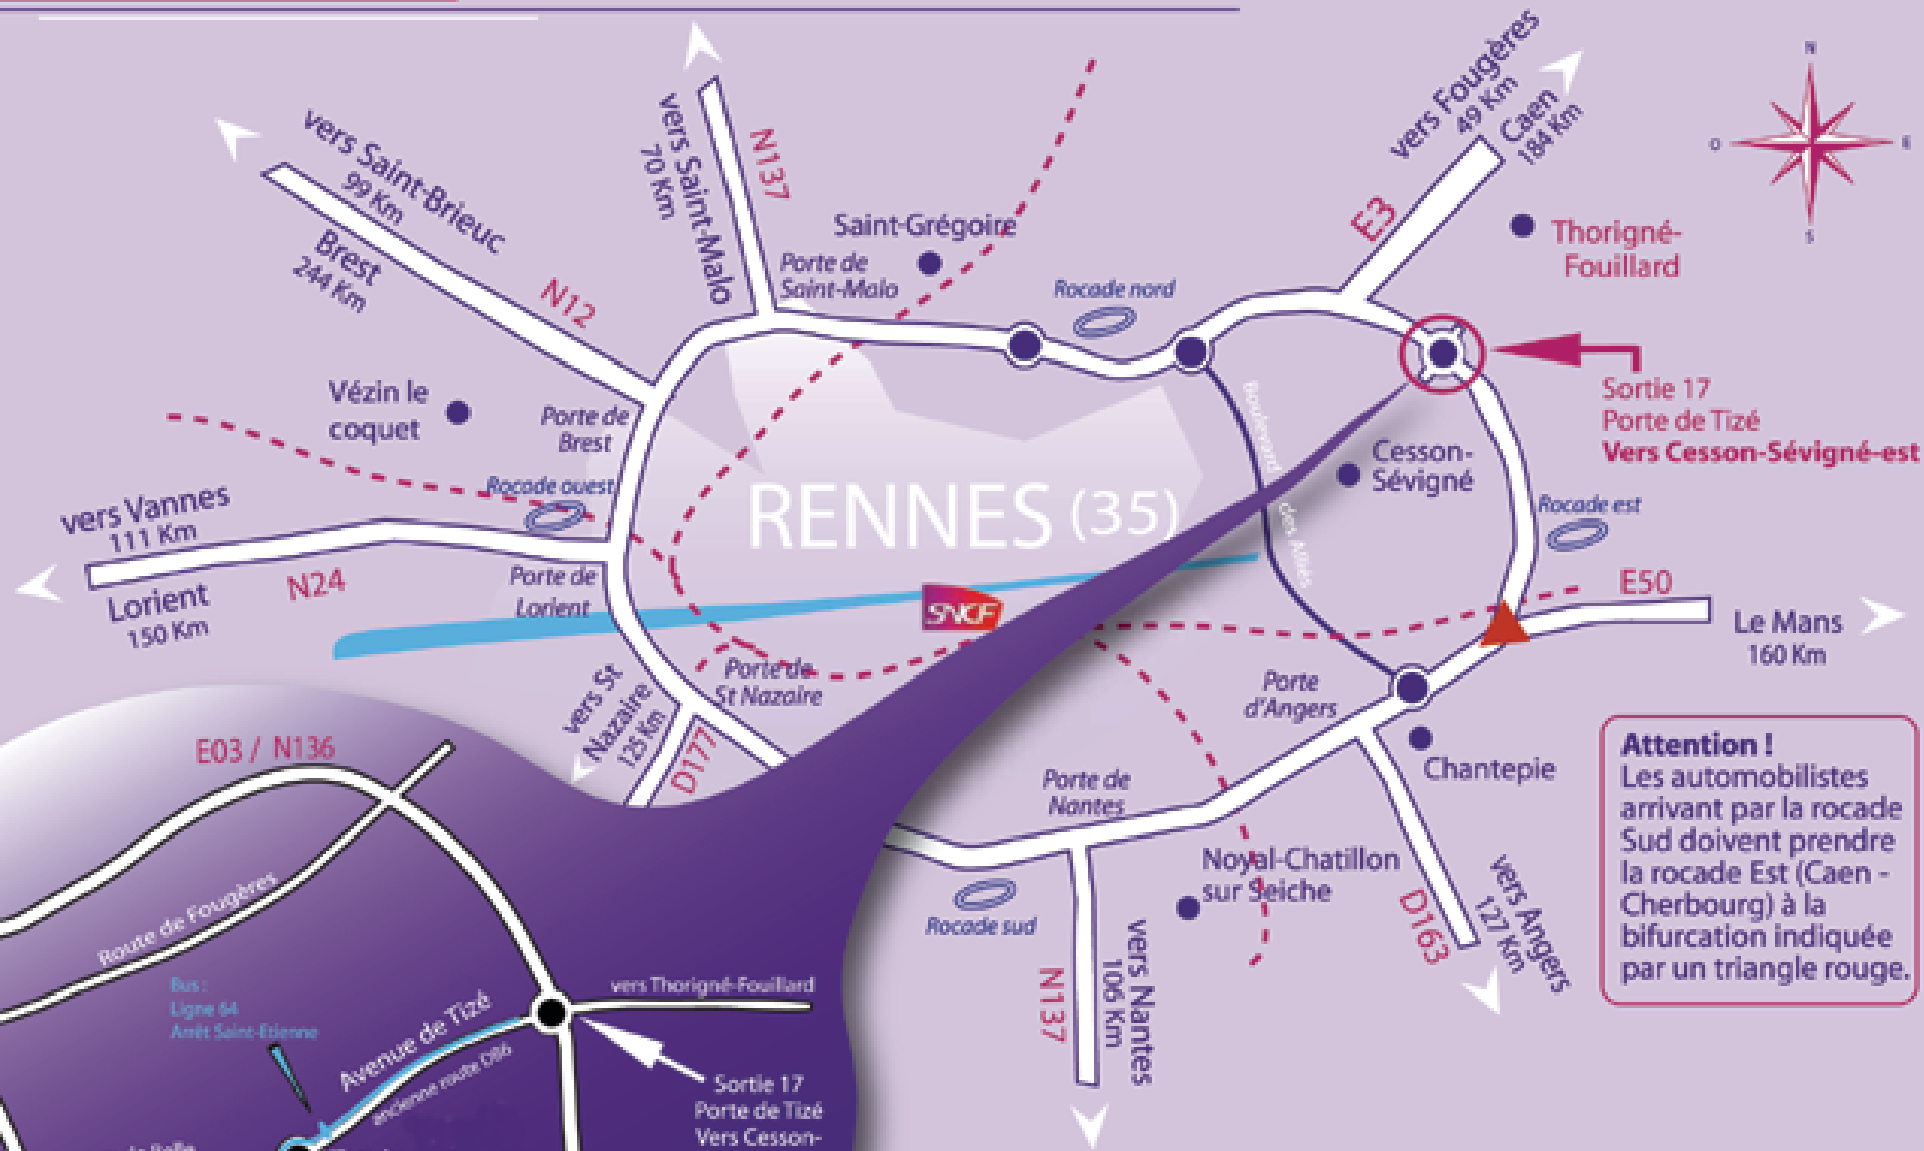 vers Saint-Brieuc
99 Km
Brest
244 Km
N12
vers Saint-Malo
70 Km
N137
Saint-Grégoire
Porte de
Saint-Malo
Rocade nord
vers Fougères
49 Km
Caen
184 Km
E3
N
O
E
S
Thorigné-
Fouillard
Sortie 17
Porte de Tizé
Vers Cesson-Sévigné-est
Vézin le
coquet
Porte de
Brest
Rocade ouest
RENNES (35)
Boulevard des Alliés
Cesson-
Sévigné
Rocade est
vers Vannes
111 Km
N24
Lorient
150 Km
Porte de
Lorient
SNCF
E50
Le Mans
160 Km
Porte de
St Nazaire
vers St
Nazaire
125 Km
D177
Porte
d'Angers
Chantepie
Porte de
Nantes
Noyal-Chatillon
sur Seiche
Rocade sud
N137
vers Nantes
106 Km
D163
vers Angers
127 Km
Attention !
Les automobilistes
arrivant par la rocade
Sud doivent prendre
la rocade Est (Caen -
Cherbourg) à la
bifurcation indiquée
par un triangle rouge.
E03 / N136
Route de Fougères
Bus :
Ligne 64
Arrêt Saint-Etienne
Avenue de Tizé
ancienne route D86
vers Thorigné-Fouillard
Sortie 17
Porte de Tizé
Vers Cesson-